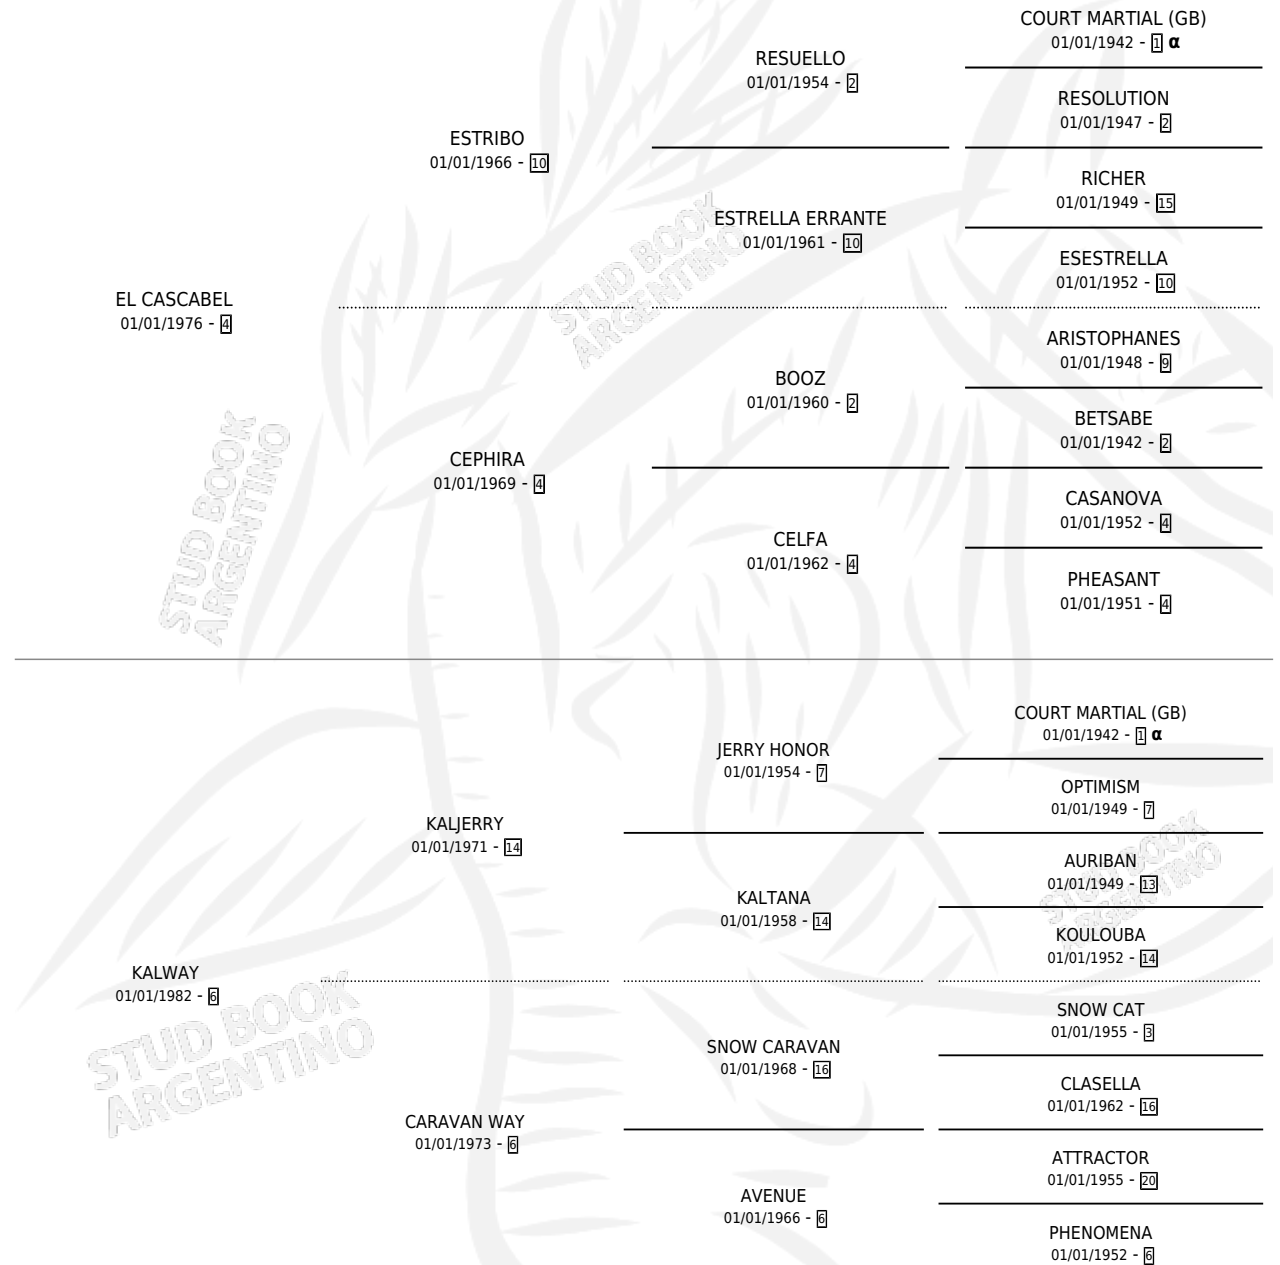 COURT MARTIAL (GB)
01/01/1942 - 1 α
RESUELLO
01/01/1954 - 2
RESOLUTION
01/01/1947 - 2
ESTRIBO
01/01/1966 - 10
RICHER
01/01/1949 - 15
ESTRELLA ERRANTE
01/01/1961 - 10
ESESTRELLA
01/01/1952 - 10
EL CASCABEL
01/01/1976 - 4
ARISTOPHANES
01/01/1948 - 9
BOOZ
01/01/1960 - 2
BETSABE
01/01/1942 - 2
CEPHIRA
01/01/1969 - 4
CASANOVA
01/01/1952 - 4
CELFA
01/01/1962 - 4
PHEASANT
01/01/1951 - 4
COURT MARTIAL (GB)
01/01/1942 - 1 α
JERRY HONOR
01/01/1954 - 7
OPTIMISM
01/01/1949 - 7
KALJERRY
01/01/1971 - 14
AURIBAN
01/01/1949 - 13
KALTANA
01/01/1958 - 14
KOULOUBA
01/01/1952 - 14
KALWAY
01/01/1982 - 6
SNOW CAT
01/01/1955 - 3
SNOW CARAVAN
01/01/1968 - 16
CLASELLA
01/01/1962 - 16
CARAVAN WAY
01/01/1973 - 6
ATTRACTOR
01/01/1955 - 20
AVENUE
01/01/1966 - 6
PHENOMENA
01/01/1952 - 6
STUD BOOK
ARGENTINO
STUD BOOK
ARGENTINO
STUD BOOK
ARGENTINO
STUD BOOK
ARGENTINO